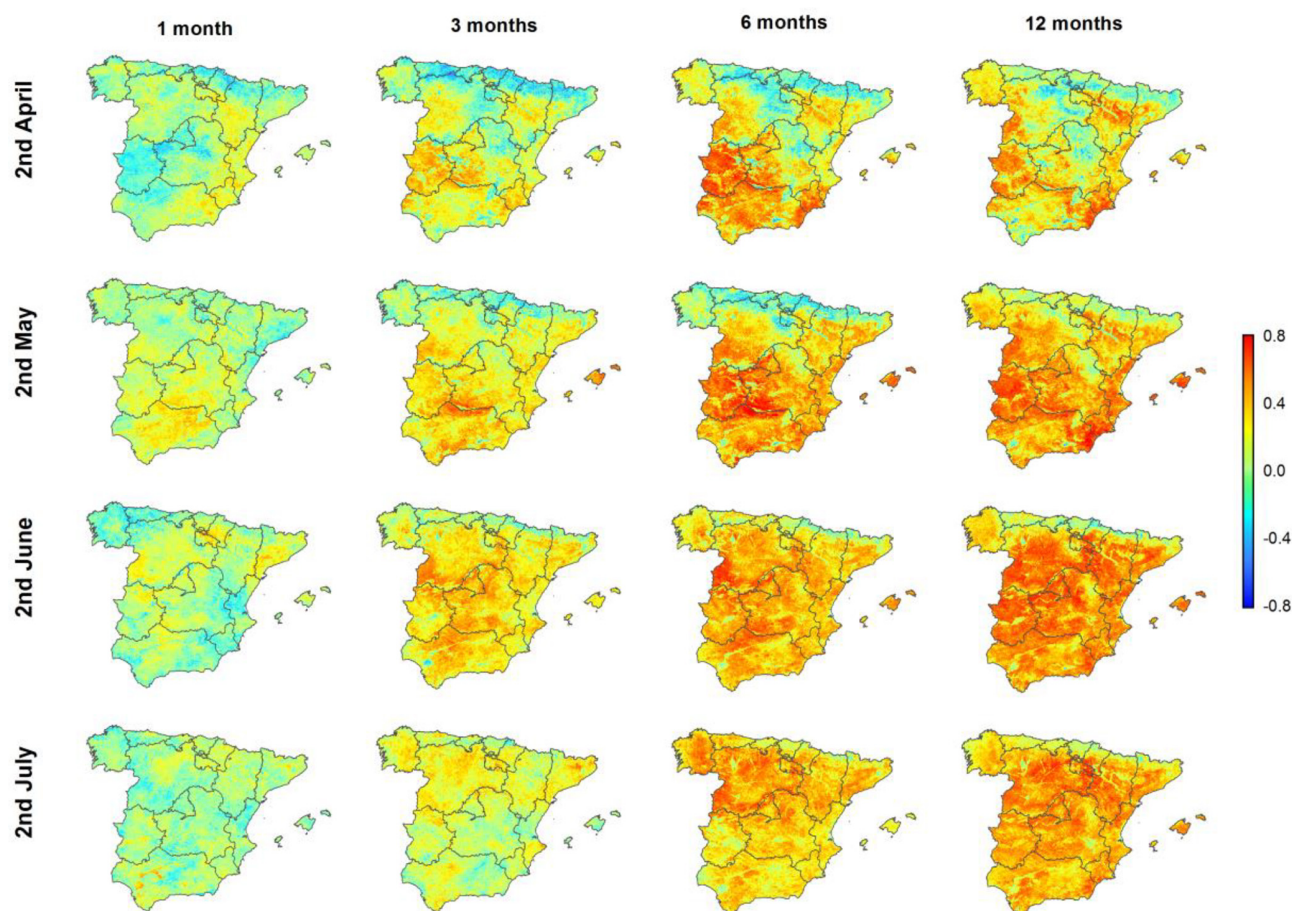 1 month
3 months
6 months
12 months
2nd April
2nd May
0.8
0.4
0.0
-0.4
-0.8
2nd June
2nd July